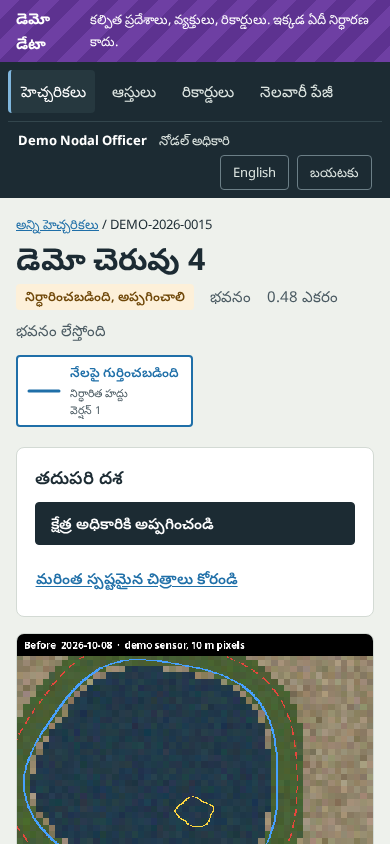 డెమో డేటా
కల్పిత ప్రదేశాలు, వ్యక్తులు, రికార్డులు. ఇక్కడ ఏదీ నిర్ధారణ కాదు.
హెచ్చరికలు ఆస్తులు రికార్డులు నెలవారీ పేజీ
Demo Nodal Officer నోడల్ అధికారి
English బయటకు
అన్ని హెచ్చరికలు / DEMO-2026-0015
డెమో చెరువు 4
నిర్ధారించబడింది, అప్పగించాలి భవనం 0.48 ఎకరం
భవనం లేస్తోంది
నేలపై గుర్తించబడింది
నిర్ధారిత హద్దు
వెర్షన్ 1
తదుపరి దశ
క్షేత్ర అధికారికి అప్పగించండి
మరింత స్పష్టమైన చిత్రాలు కోరండి
Before 2026-10-08 · demo sensor, 10 m pixels